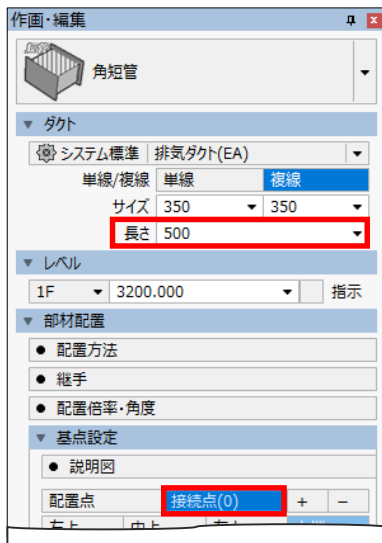 作画・編集
角短管
ダクト
システム標準 排気ダクト(EA)
単線/複線 単線 複線
サイズ 350 350
長さ 500
レベル
1F 3200.000 指示
部材配置
配置方法
継手
配置倍率・角度
基点設定
説明図
配置点 接続点(0) + −